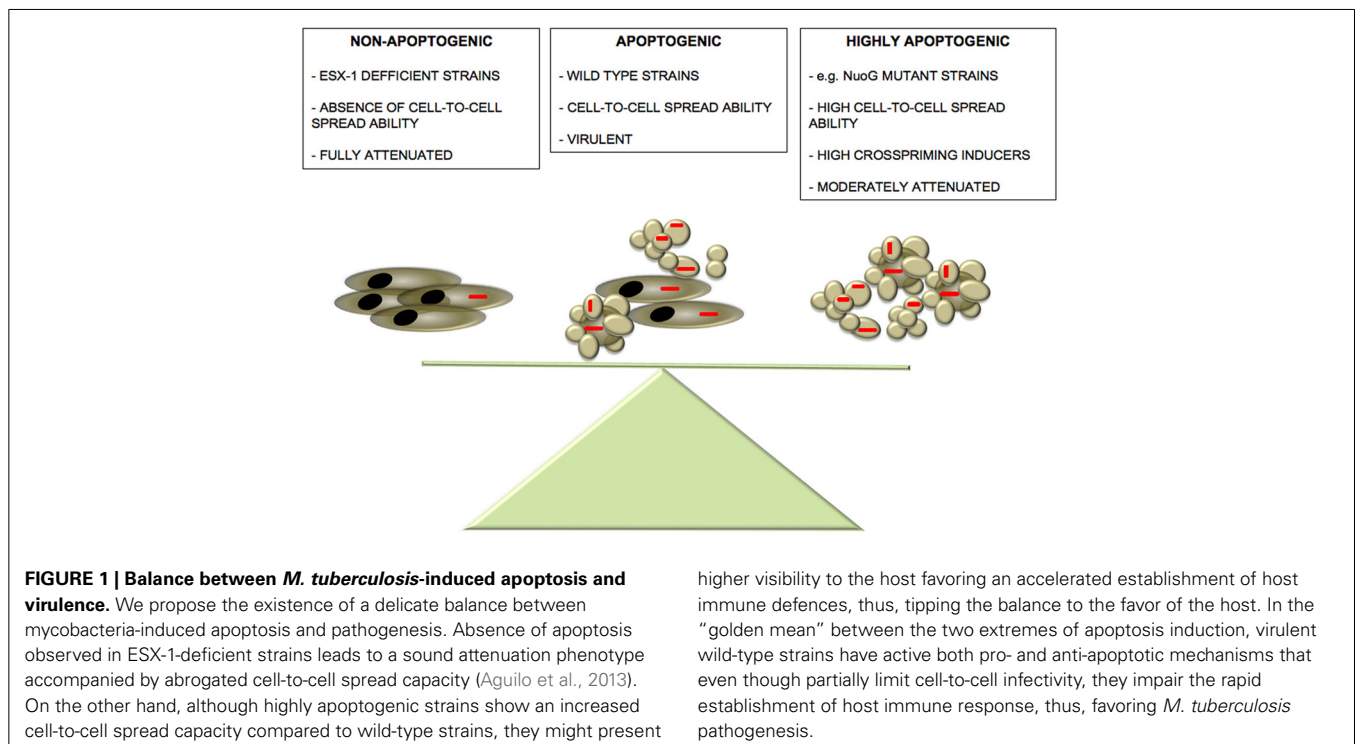 NON-APOPTOGENIC
- ESX-1 DEFFICIENT STRAINS
- ABSENCE OF CELL-TO-CELL
SPREAD ABILITY
- FULLY ATTENUATED
APOPTOGENIC
- WILD TYPE STRAINS
- CELL-TO-CELL SPREAD ABILITY
- VIRULENT
HIGHLY APOPTOGENIC
- e.g. NuoG MUTANT STRAINS
- HIGH CELL-TO-CELL SPREAD
ABILITY
- HIGH CROSSPRIMING INDUCERS
- MODERATELY ATTENUATED
FIGURE 1 | Balance between M. tuberculosis-induced apoptosis and
virulence. We propose the existence of a delicate balance between
mycobacteria-induced apoptosis and pathogenesis. Absence of apoptosis
observed in ESX-1-deficient strains leads to a sound attenuation phenotype
accompanied by abrogated cell-to-cell spread capacity (Aguilo et al., 2013).
On the other hand, although highly apoptogenic strains show an increased
cell-to-cell spread capacity compared to wild-type strains, they might present
higher visibility to the host favoring an accelerated establishment of host
immune defences, thus, tipping the balance to the favor of the host. In the
“golden mean” between the two extremes of apoptosis induction, virulent
wild-type strains have active both pro- and anti-apoptotic mechanisms that
even though partially limit cell-to-cell infectivity, they impair the rapid
establishment of host immune response, thus, favoring M. tuberculosis
pathogenesis.